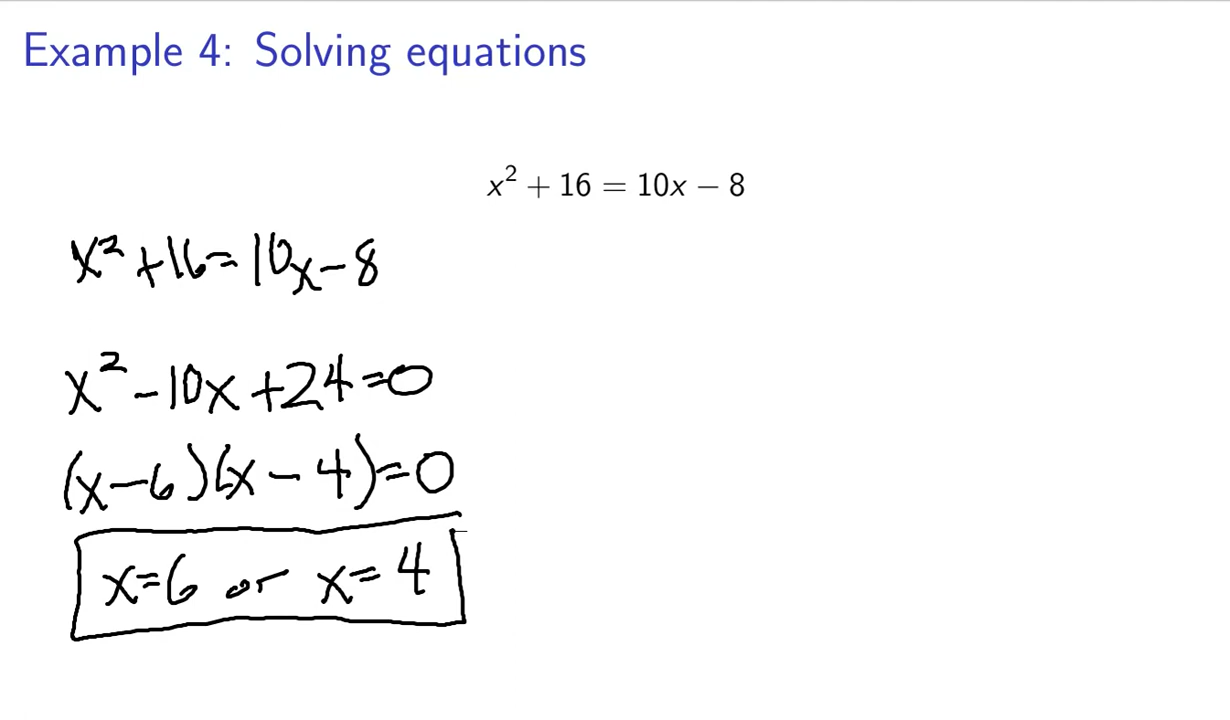 Example 4: Solving equations
x² + 16 = 10x − 8
x² + 16 = 10x − 8
x² − 10x + 24 = 0
(x − 6)(x − 4) = 0
x = 6 or x = 4